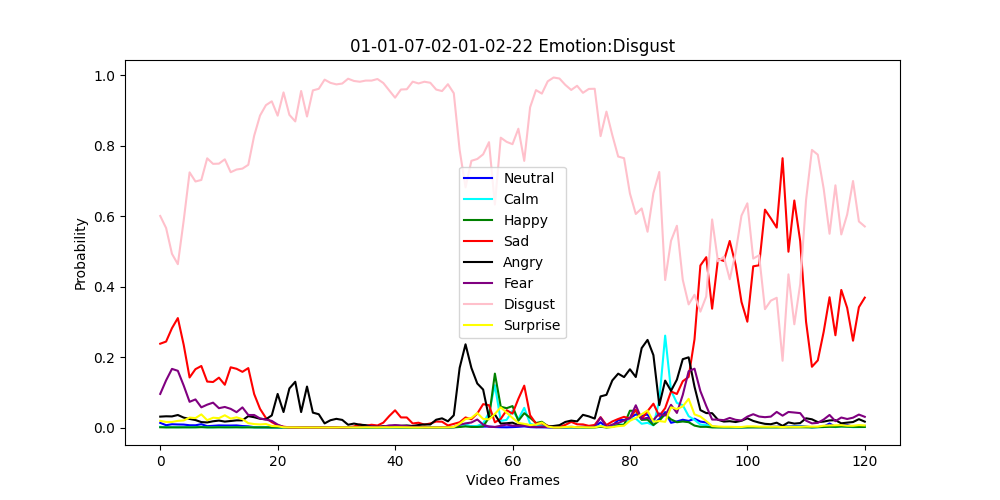 01-01-07-02-01-02-22 Emotion:Disgust
1.0
0.8
0.6
0.4
0.2
0.0
Probability
Neutral
Calm
Happy
Sad
Angry
Fear
Disgust
Surprise
0 20 40 60 80 100 120
Video Frames